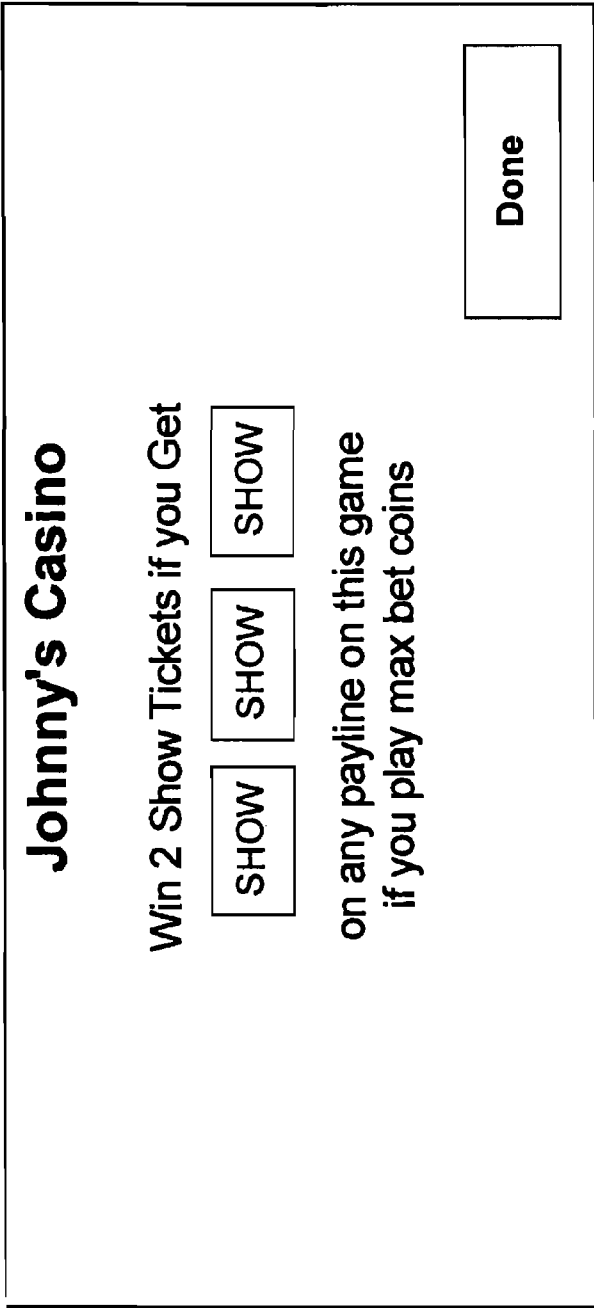 Johnny's Casino
Win 2 Show Tickets if you Get
SHOW SHOW SHOW
on any payline on this game
if you play max bet coins
Done